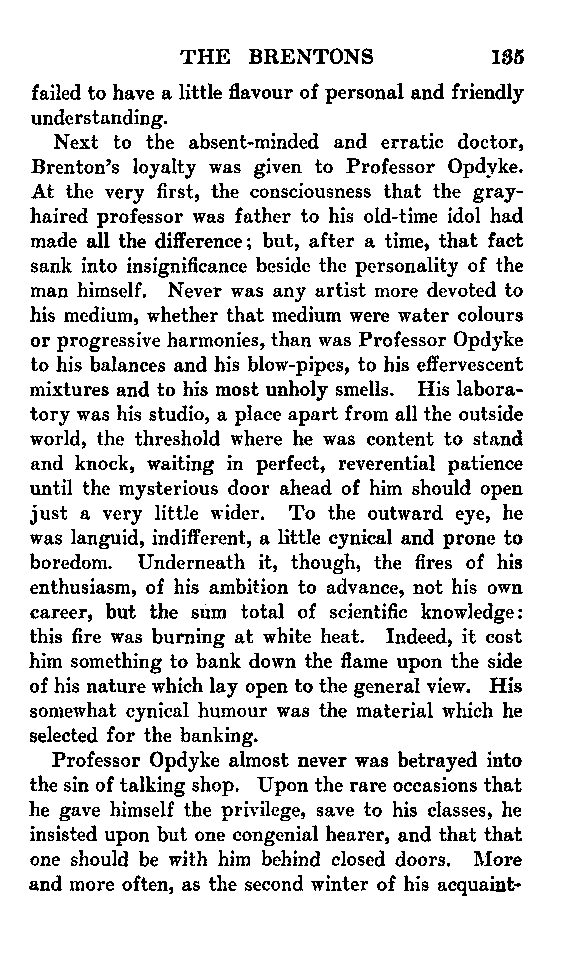 THE BRENTONS 135
failed to have a little flavour of personal and friendly
understanding.
Next to the absent-minded and erratic doctor,
Brenton's loyalty was given to Professor Opdyke.
At the very first, the consciousness that the gray-
haired professor was father to his old-time idol had
made all the difference; but, after a time, that fact
sank into insignificance beside the personality of the
man himself. Never was any artist more devoted to
his medium, whether that medium were water colours
or progressive harmonies, than was Professor Opdyke
to his balances and his blow-pipes, to his effervescent
mixtures and to his most unholy smells. His labora-
tory was his studio, a place apart from all the outside
world, the threshold where he was content to stand
and knock, waiting in perfect, reverential patience
until the mysterious door ahead of him should open
just a very little wider. To the outward eye, he
was languid, indifferent, a little cynical and prone to
boredom. Underneath it, though, the fires of his
enthusiasm, of his ambition to advance, not his own
career, but the sum total of scientific knowledge:
this fire was burning at white heat. Indeed, it cost
him something to bank down the flame upon the side
of his nature which lay open to the general view. His
somewhat cynical humour was the material which he
selected for the banking.
Professor Opdyke almost never was betrayed into
the sin of talking shop. Upon the rare occasions that
he gave himself the privilege, save to his classes, he
insisted upon but one congenial hearer, and that that
one should be with him behind closed doors. More
and more often, as the second winter of his acquaint-